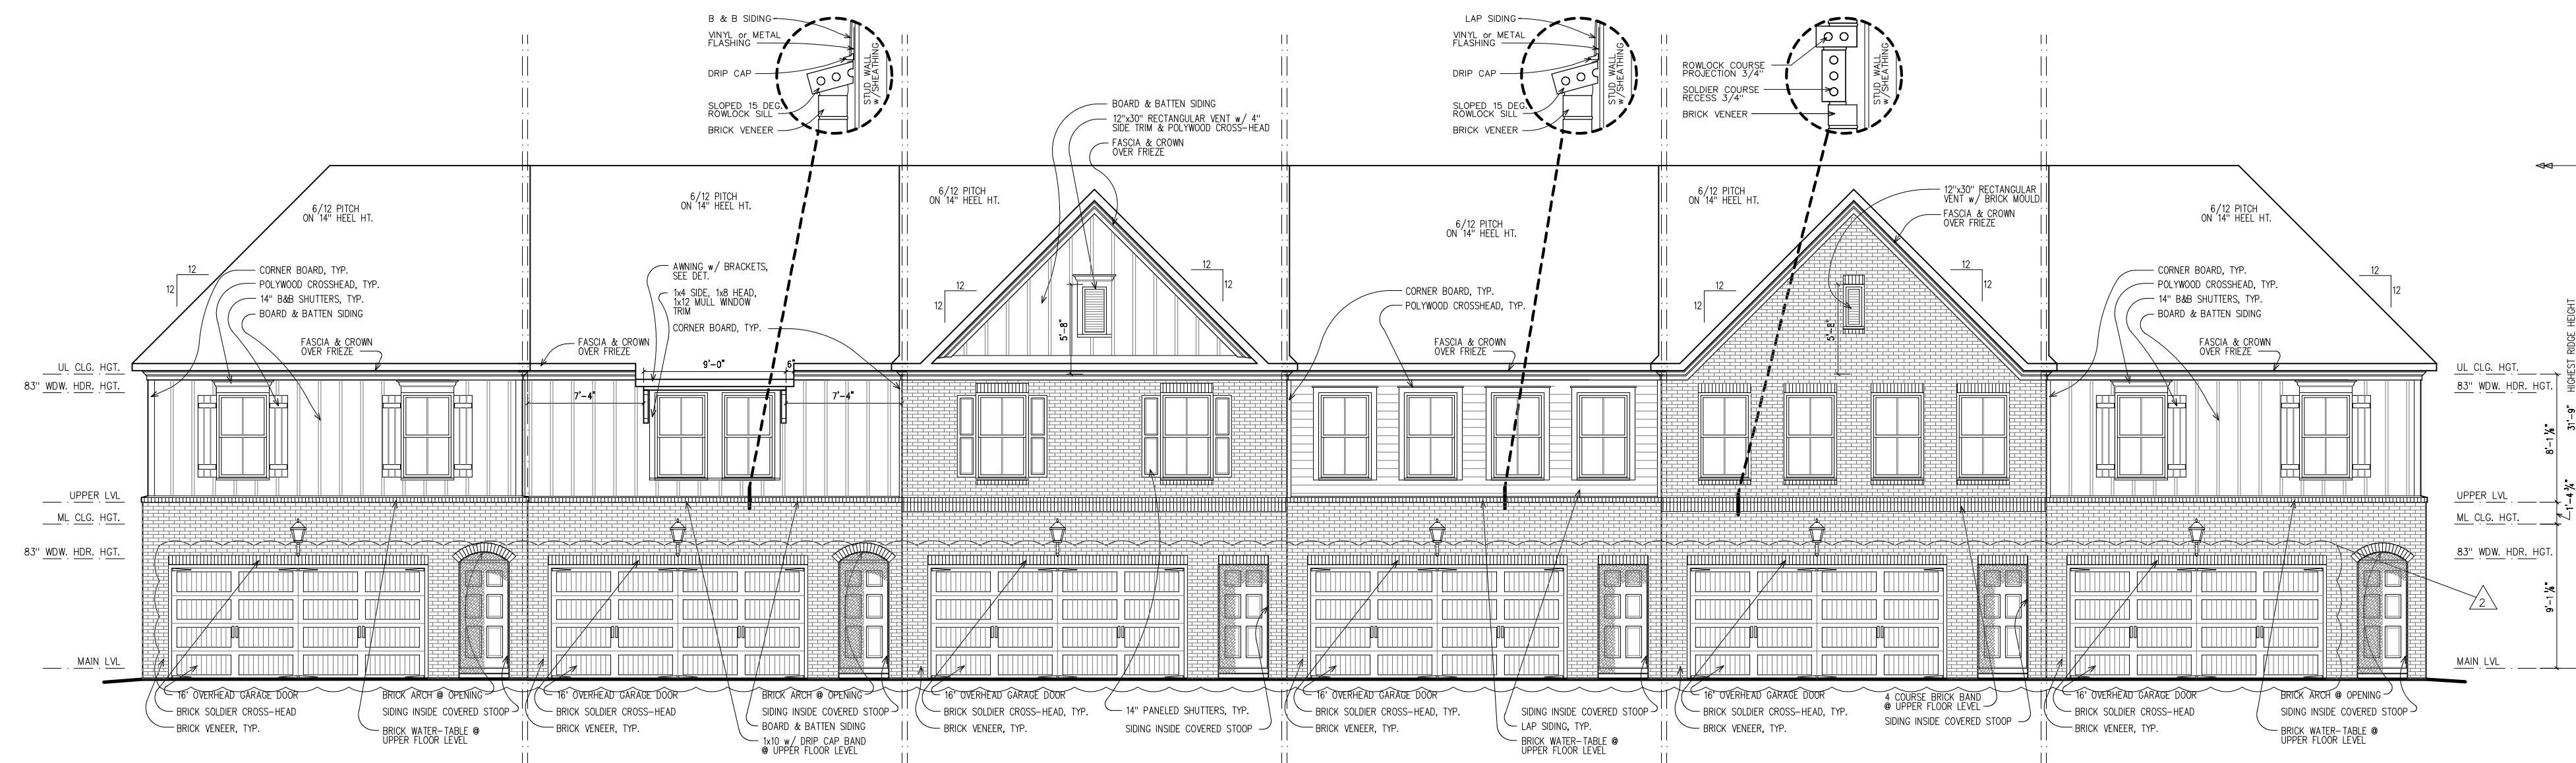 B & B SIDING
VINYL or METAL
FLASHING
DRIP CAP
SLOPED 15 DEG.
ROWLOCK SILL
BRICK VENEER
STUD WALL
w/SHEATHING
LAP SIDING
VINYL or METAL
FLASHING
DRIP CAP
SLOPED 15 DEG.
ROWLOCK SILL
BRICK VENEER
STUD WALL
w/SHEATHING
ROWLOCK COURSE
PROJECTION 3/4"
SOLDIER COURSE
RECESS 3/4"
BRICK VENEER
STUD WALL
w/SHEATHING
BOARD & BATTEN SIDING
12"x30" RECTANGULAR VENT w/ 4"
SIDE TRIM & POLYWOOD CROSS-HEAD
FASCIA & CROWN
OVER FRIEZE
6/12 PITCH
ON 14" HEEL HT.
6/12 PITCH
ON 14" HEEL HT.
6/12 PITCH
ON 14" HEEL HT.
6/12 PITCH
ON 14" HEEL HT.
6/12 PITCH
ON 14" HEEL HT.
6/12 PITCH
ON 14" HEEL HT.
12"x30" RECTANGULAR
VENT w/ BRICK MOULD
FASCIA & CROWN
OVER FRIEZE
12
12
CORNER BOARD, TYP.
POLYWOOD CROSSHEAD, TYP.
14" B&B SHUTTERS, TYP.
BOARD & BATTEN SIDING
FASCIA & CROWN
OVER FRIEZE
AWNING w/ BRACKETS,
SEE DET.
1x4 SIDE, 1x8 HEAD,
1x12 MULL WINDOW
TRIM
CORNER BOARD, TYP.
FASCIA & CROWN
OVER FRIEZE
9'-0"
6"
7'-4"
7'-4"
12
12
12
12
5'-8"
CORNER BOARD, TYP.
POLYWOOD CROSSHEAD, TYP.
FASCIA & CROWN
OVER FRIEZE
12
12
12
12
5'-8"
CORNER BOARD, TYP.
POLYWOOD CROSSHEAD, TYP.
14" B&B SHUTTERS, TYP.
BOARD & BATTEN SIDING
FASCIA & CROWN
OVER FRIEZE
12
12
UL CLG. HGT.
83" WDW. HDR. HGT.
UPPER LVL
ML CLG. HGT.
83" WDW. HDR. HGT.
MAIN LVL
UL CLG. HGT.
83" WDW. HDR. HGT.
UPPER LVL
ML CLG. HGT.
83" WDW. HDR. HGT.
MAIN LVL
31'-9" HIGHEST RIDGE HEIGHT
2
16' OVERHEAD GARAGE DOOR
BRICK SOLDIER CROSS-HEAD
BRICK VENEER, TYP.
BRICK ARCH @ OPENING
SIDING INSIDE COVERED STOOP
BRICK WATER-TABLE @
UPPER FLOOR LEVEL
16' OVERHEAD GARAGE DOOR
BRICK SOLDIER CROSS-HEAD
BRICK VENEER, TYP.
BRICK ARCH @ OPENING
SIDING INSIDE COVERED STOOP
BOARD & BATTEN SIDING
1x10 w/ DRIP CAP BAND
@ UPPER FLOOR LEVEL
16' OVERHEAD GARAGE DOOR
BRICK SOLDIER CROSS-HEAD, TYP.
BRICK VENEER, TYP.
14" PANELED SHUTTERS, TYP.
SIDING INSIDE COVERED STOOP
16' OVERHEAD GARAGE DOOR
BRICK SOLDIER CROSS-HEAD, TYP.
BRICK VENEER, TYP.
SIDING INSIDE COVERED STOOP
LAP SIDING, TYP.
BRICK WATER-TABLE @
UPPER FLOOR LEVEL
16' OVERHEAD GARAGE DOOR
BRICK SOLDIER CROSS-HEAD, TYP.
BRICK VENEER, TYP.
4 COURSE BRICK BAND
@ UPPER FLOOR LEVEL
SIDING INSIDE COVERED STOOP
16' OVERHEAD GARAGE DOOR
BRICK SOLDIER CROSS-HEAD
BRICK VENEER, TYP.
BRICK ARCH @ OPENING
SIDING INSIDE COVERED STOOP
BRICK WATER-TABLE @
UPPER FLOOR LEVEL